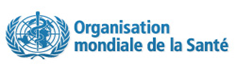 Organisation
mondiale de la Santé